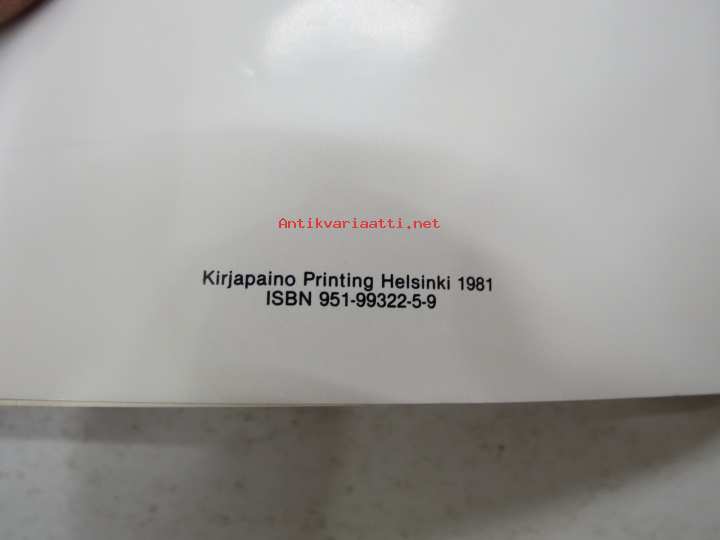 Antikvariaatti.net
Kirjapaino Printing Helsinki 1981
ISBN 951-99322-5-9